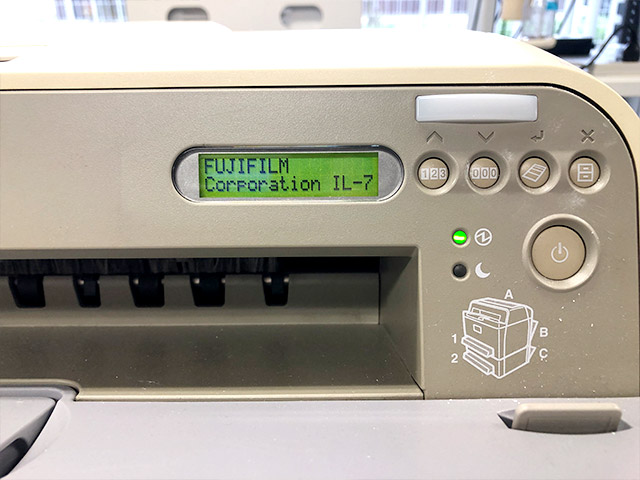 FUJIFILM
Corporation IL-7
123
000
A
1
B
2
C